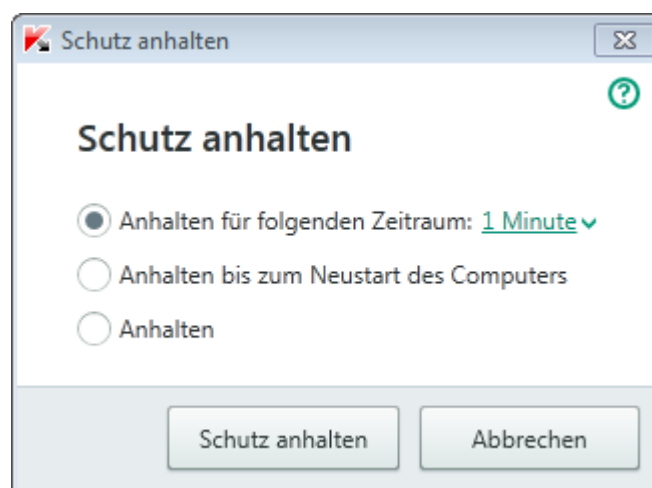 Schutz anhalten
Schutz anhalten
Anhalten für folgenden Zeitraum: 1 Minute
Anhalten bis zum Neustart des Computers
Anhalten
Schutz anhalten Abbrechen